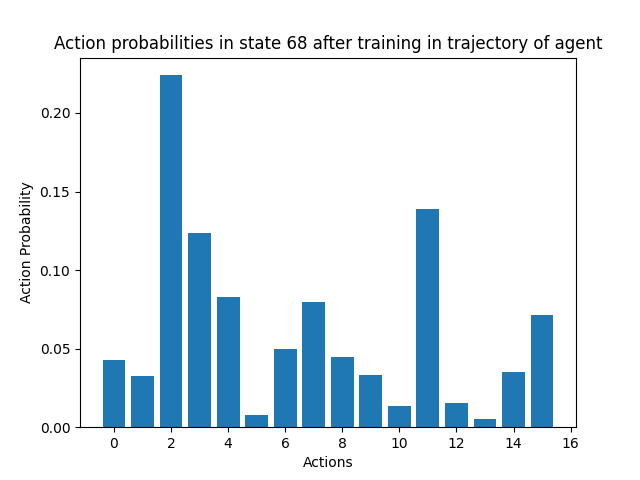 Action probabilities in state 68 after training in trajectory of agent
0.20
0.15
0.10
0.05
0.00
Action Probability
0 2 4 6 8 10 12 14 16
Actions